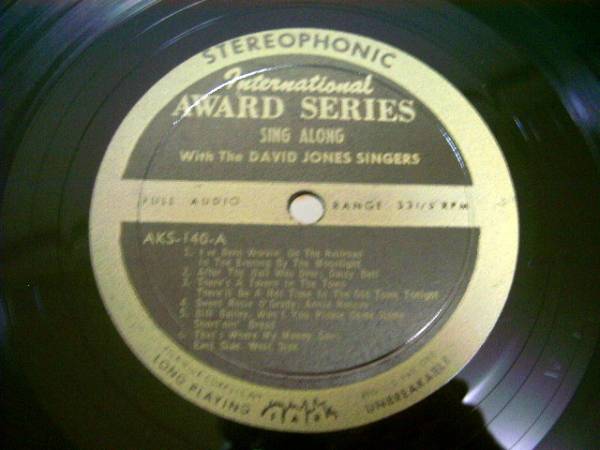 STEREOPHONIC
International
AWARD SERIES
SING ALONG
With The DAVID JONES SINGERS
FULL AUDIO RANGE 33 1/3 RPM
AKS-140-A
1. I've Been Workin' On The Railroad
In The Evening By The Moonlight
2. After The Ball Was Over; Daisy Bell
3. There's A Tavern In The Town
There'll Be A Hot Time In The Old Town Tonight
4. Sweet Rosie O'Grady; Annie Rooney
5. Bill Bailey, Won't You Please Come Home
Short'nin' Bread
6. That's Where My Money Goes
East Side, West Side
LONG PLAYING
UNBREAKABLE